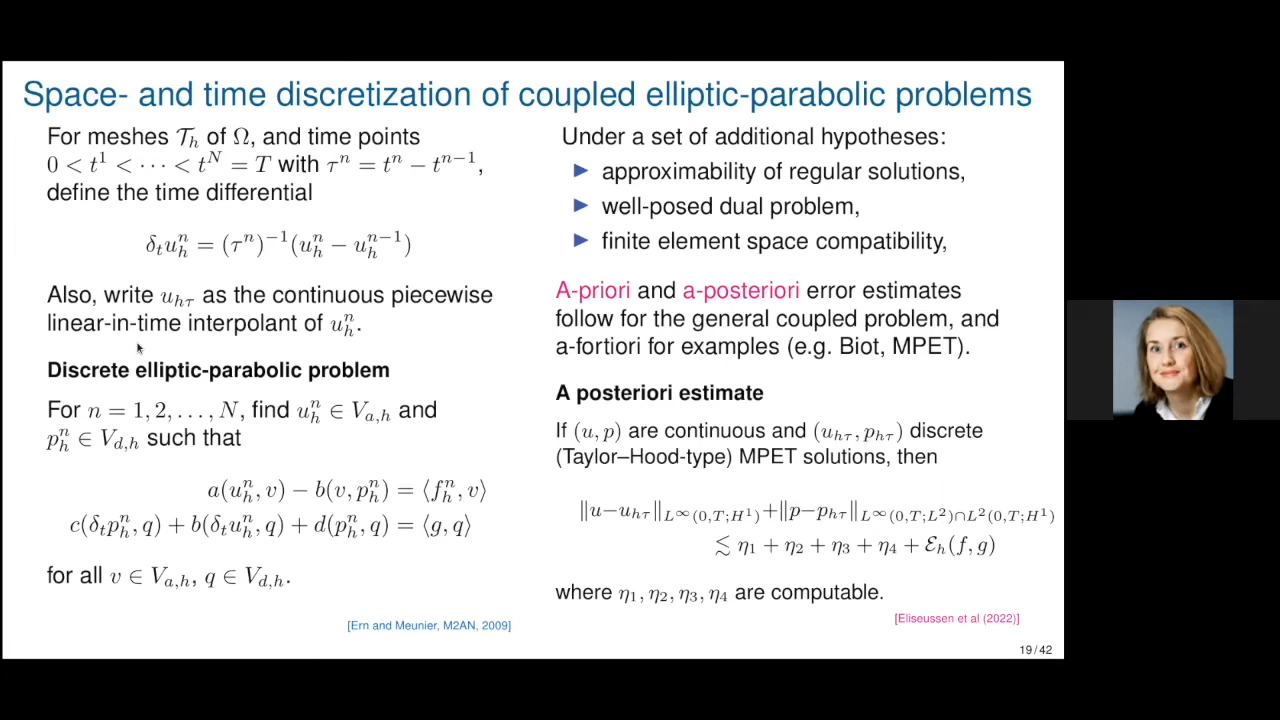 Space- and time discretization of coupled elliptic-parabolic problems
For meshes 𝒯_h of Ω, and time points
0 < t^1 < ⋯ < t^N = T with τ^n = t^n − t^{n−1},
define the time differential
δ_t u_h^n = (τ^n)^{−1}(u_h^n − u_h^{n−1})
Also, write u_{hτ} as the continuous piecewise
linear-in-time interpolant of u_h^n.
Discrete elliptic-parabolic problem
For n = 1, 2, …, N, find u_h^n ∈ V_{a,h} and
p_h^n ∈ V_{d,h} such that
a(u_h^n, v) − b(v, p_h^n) = ⟨f_h^n, v⟩
c(δ_t p_h^n, q) + b(δ_t u_h^n, q) + d(p_h^n, q) = ⟨g, q⟩
for all v ∈ V_{a,h}, q ∈ V_{d,h}.
[Ern and Meunier, M2AN, 2009]
Under a set of additional hypotheses:
▶ approximability of regular solutions,
▶ well-posed dual problem,
▶ finite element space compatibility,
A-priori and a-posteriori error estimates
follow for the general coupled problem, and
a-fortiori for examples (e.g. Biot, MPET).
A posteriori estimate
If (u, p) are continuous and (u_{hτ}, p_{hτ}) discrete
(Taylor–Hood-type) MPET solutions, then
‖u−u_{hτ}‖_{L^∞(0,T;H^1)}+‖p−p_{hτ}‖_{L^∞(0,T;L^2)∩L^2(0,T;H^1)}
≲ η_1 + η_2 + η_3 + η_4 + ℰ_h(f, g)
where η_1, η_2, η_3, η_4 are computable.
[Eliseussen et al (2022)]
19 / 42